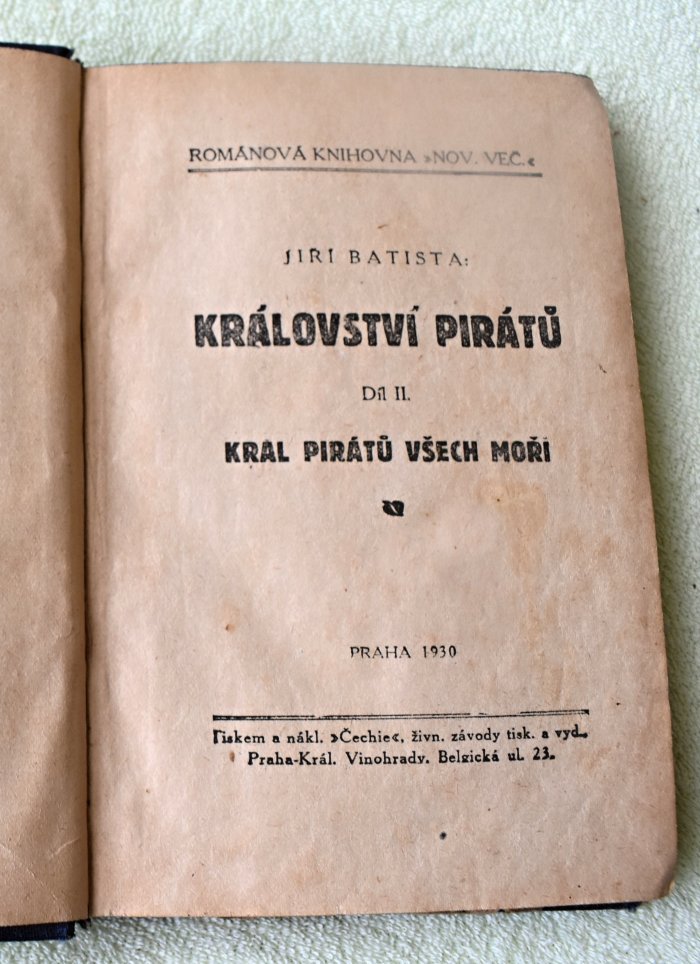 ROMÁNOVÁ KNIHOVNA »NOV. VEČ.«
JIŘÍ BATISTA:
KRÁLOVSTVÍ PIRÁTŮ
Díl II.
KRÁL PIRÁTŮ VŠECH MOŘÍ
PRAHA 1930
Tiskem a nákl. »Čechie«, živn. závody tisk. a vyd.
Praha-Král. Vinohrady. Belgická ul. 23.